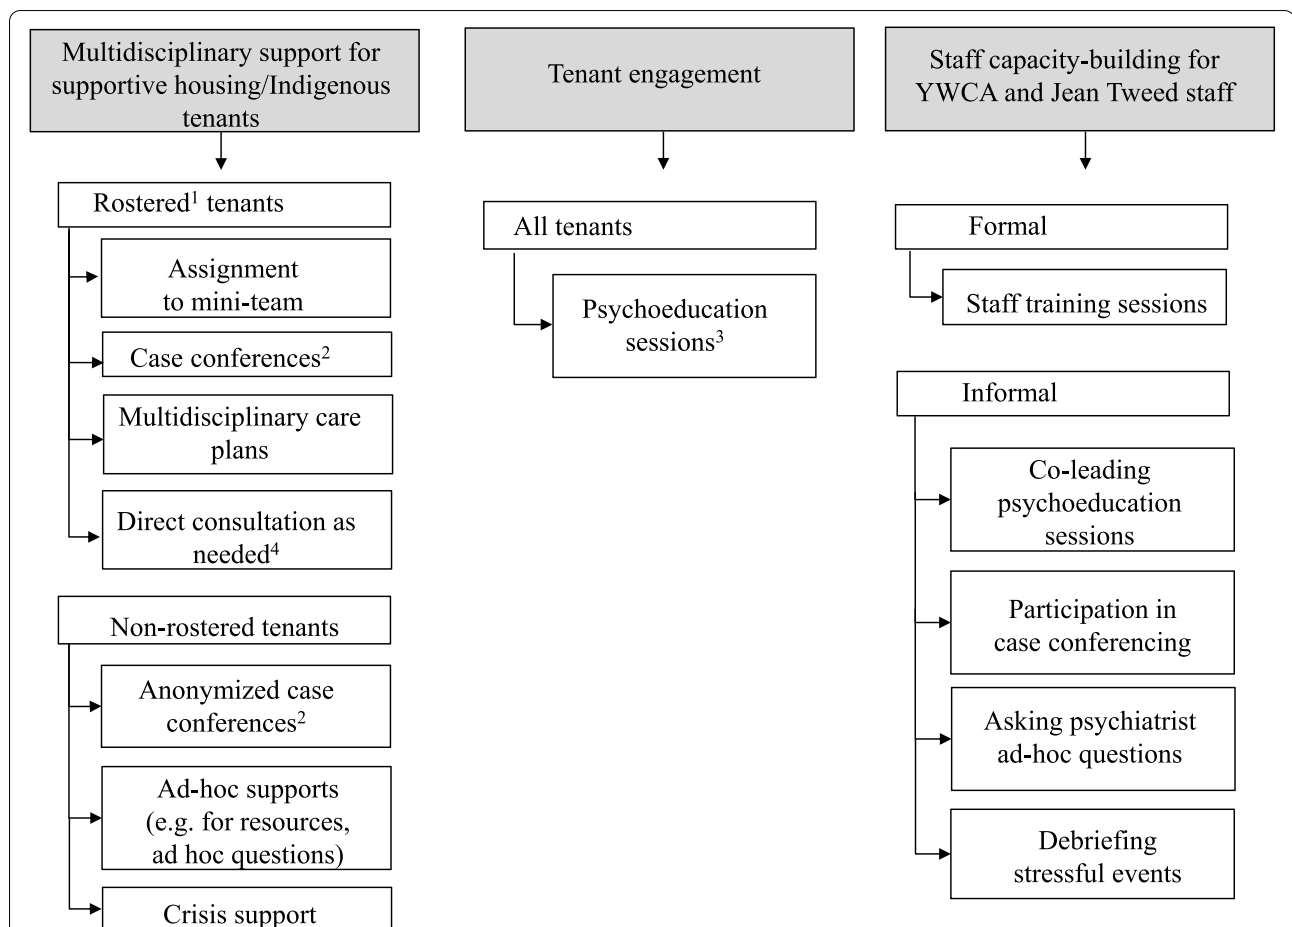 Multidisciplinary support for
supportive housing/Indigenous
tenants
Rostered¹ tenants
Assignment
to mini-team
Case conferences²
Multidisciplinary care
plans
Direct consultation as
needed⁴
Non-rostered tenants
Anonymized case
conferences²
Ad-hoc supports
(e.g. for resources,
ad hoc questions)
Crisis support
Tenant engagement
All tenants
Psychoeducation
sessions³
Staff capacity-building for
YWCA and Jean Tweed staff
Formal
Staff training sessions
Informal
Co-leading
psychoeducation
sessions
Participation in
case conferencing
Asking psychiatrist
ad-hoc questions
Debriefing
stressful events